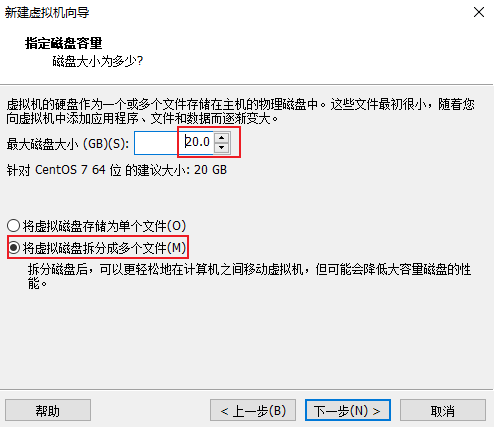 新建虚拟机向导
指定磁盘容量
磁盘大小为多少?
虚拟机的硬盘作为一个或多个文件存储在主机的物理磁盘中。这些文件最初很小，随着您
向虚拟机中添加应用程序、文件和数据而逐渐变大。
最大磁盘大小 (GB)(S): 20.0
针对 CentOS 7 64 位 的建议大小: 20 GB
将虚拟磁盘存储为单个文件(O)
将虚拟磁盘拆分成多个文件(M)
拆分磁盘后，可以更轻松地在计算机之间移动虚拟机，但可能会降低大容量磁盘的性
能。
帮助 < 上一步(B) 下一步(N) > 取消